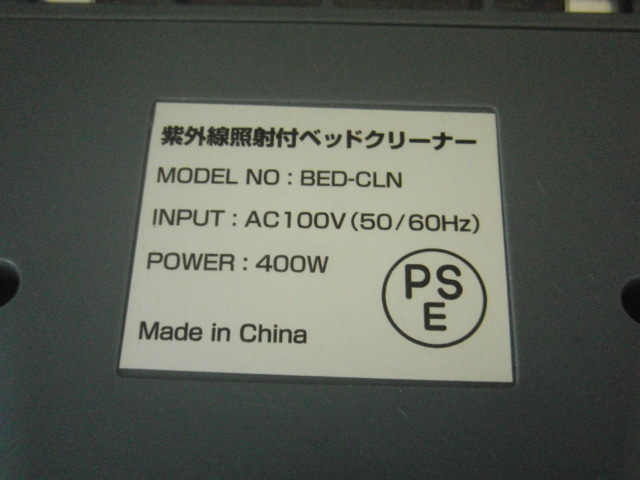 紫外線照射付ベッドクリーナー
MODEL NO : BED-CLN
INPUT : AC100V(50/60Hz)
POWER : 400W
PS
E
Made in China